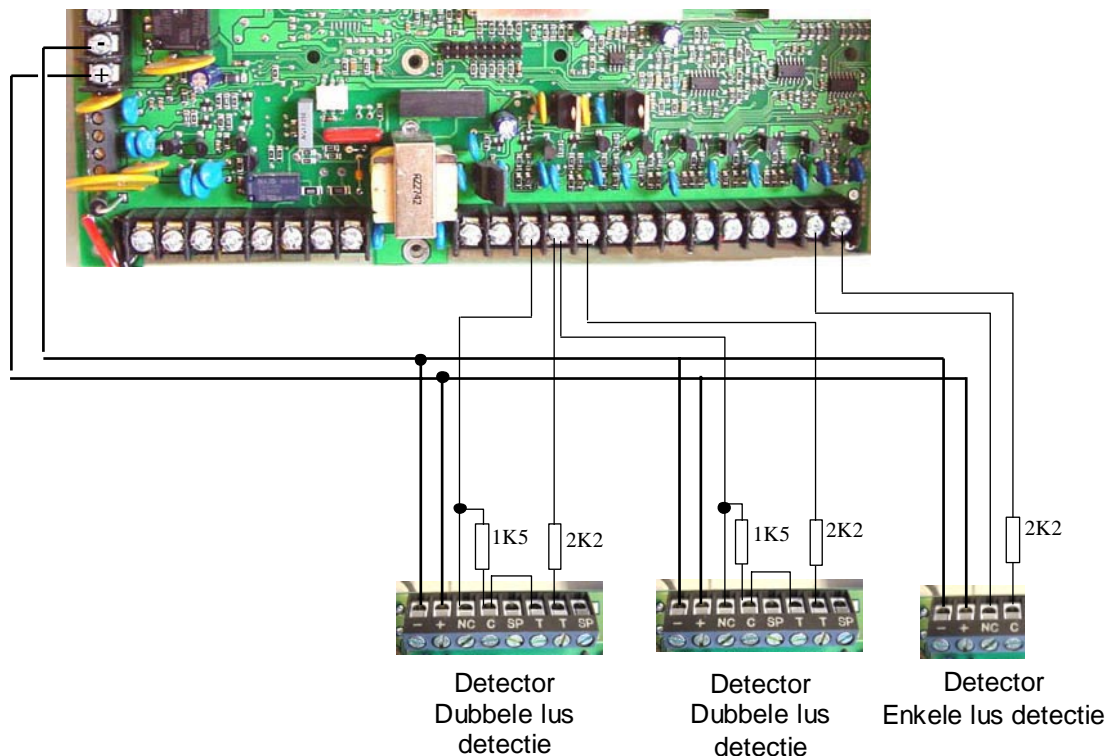 -
+
A22742
1K5
2K2
1K5
2K2
2K2
- + NC C SP T T SP
- + NC C SP T T SP
- + NC C
Detector
Dubbele lus
detectie
Detector
Dubbele lus
detectie
Detector
Enkele lus detectie